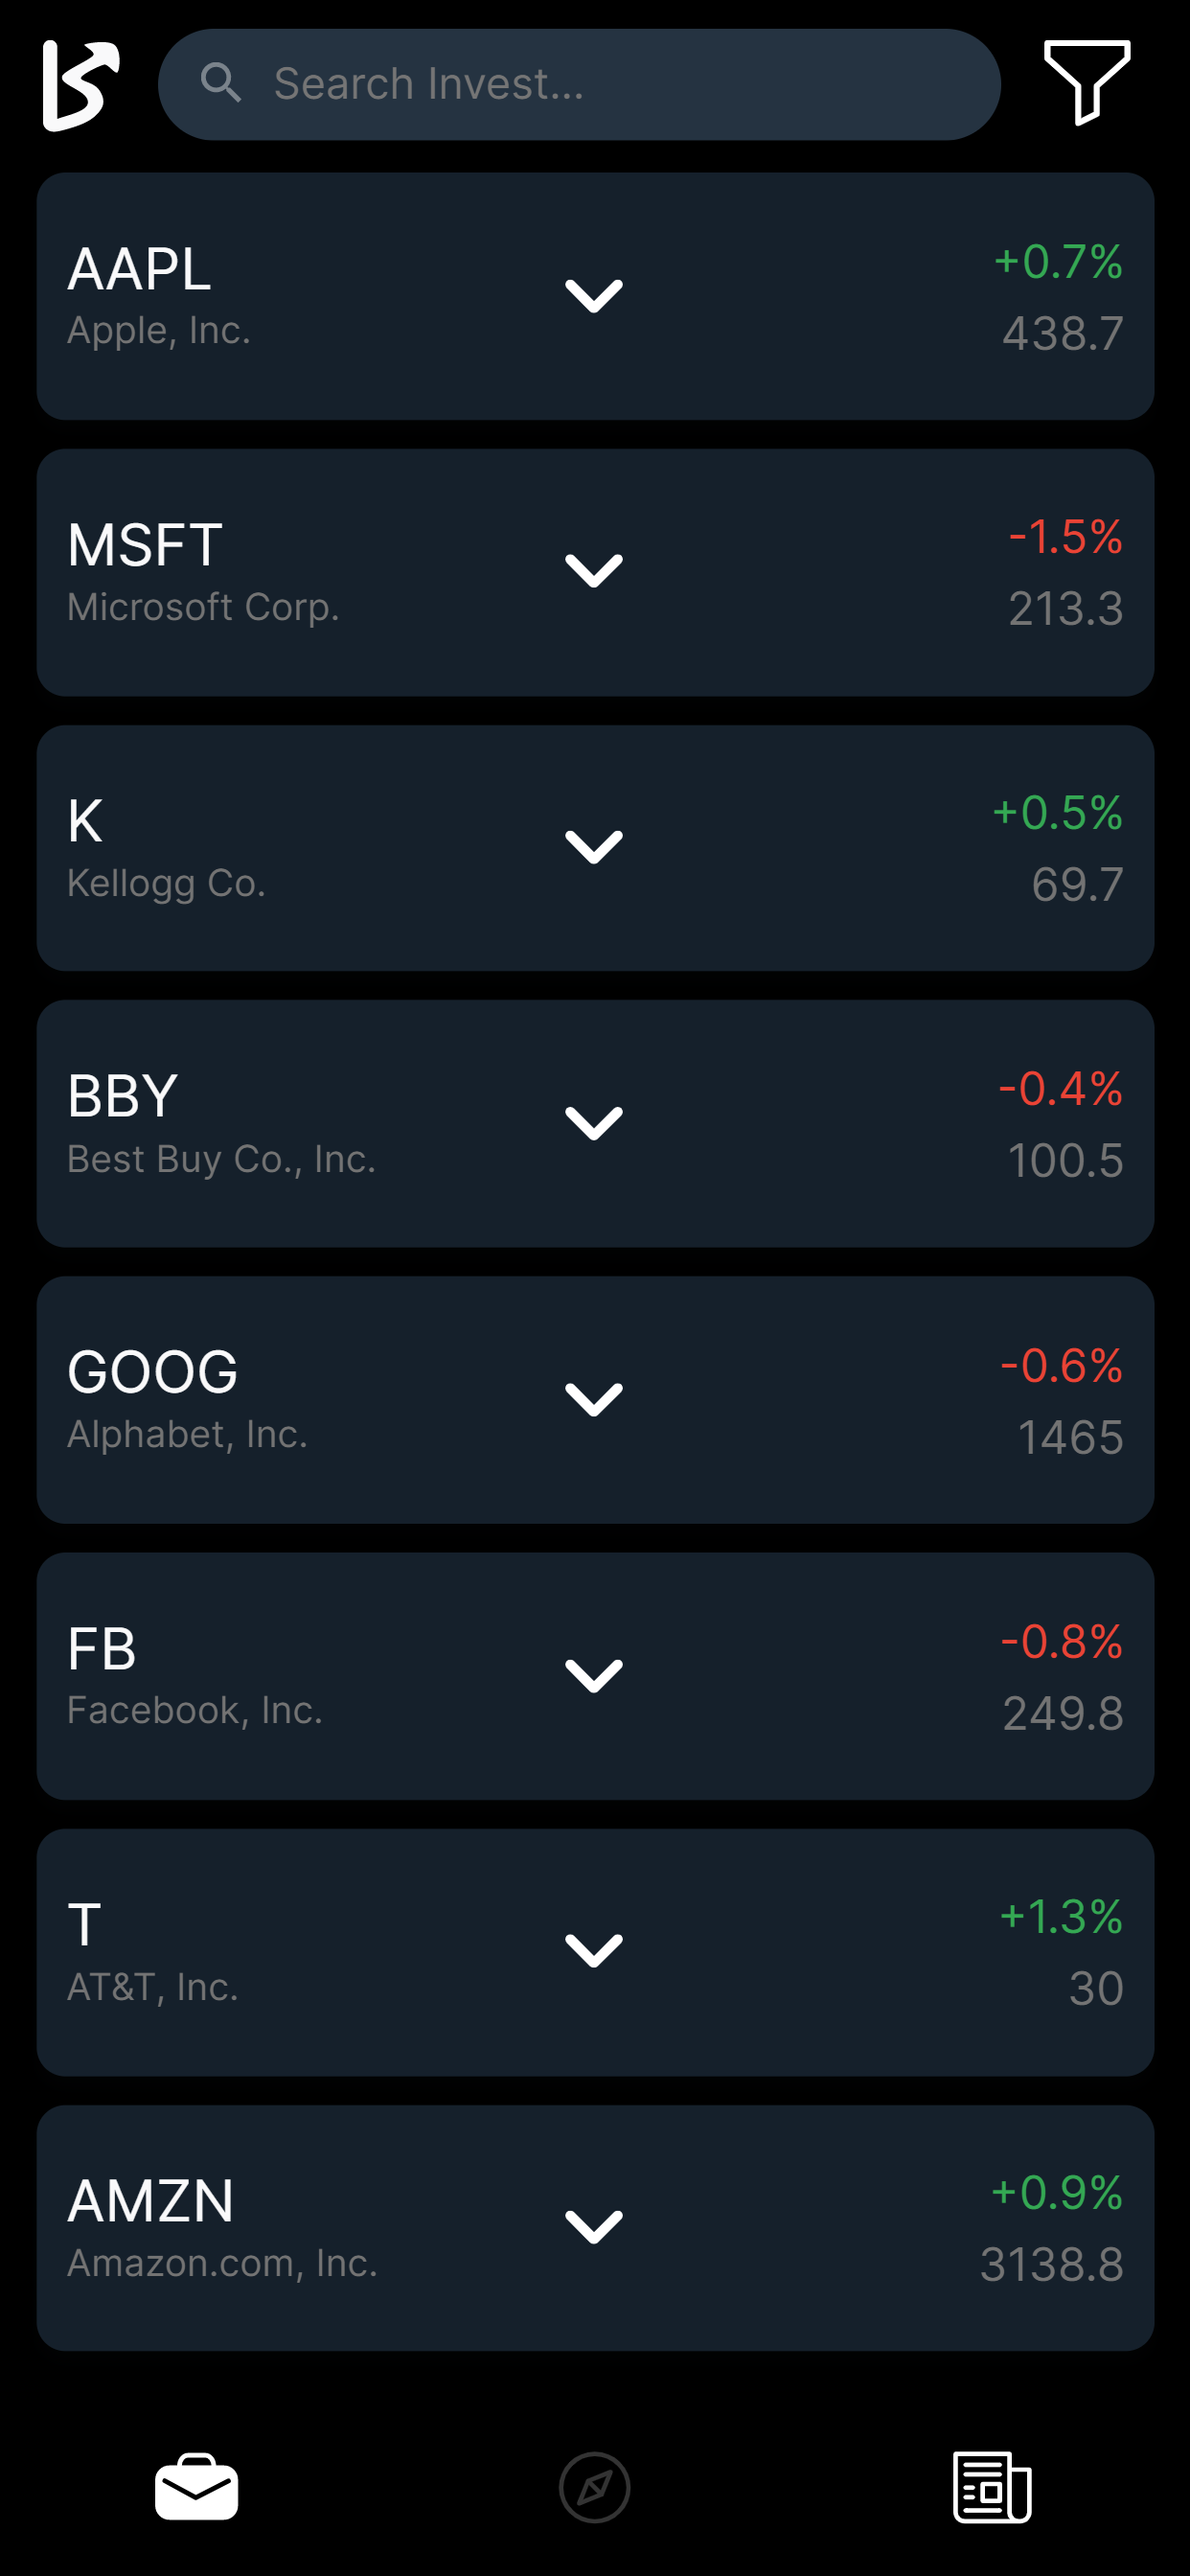 Search Invest...
AAPL
+0.7%
Apple, Inc.
438.7
MSFT
-1.5%
Microsoft Corp.
213.3
K
+0.5%
Kellogg Co.
69.7
BBY
-0.4%
Best Buy Co., Inc.
100.5
GOOG
-0.6%
Alphabet, Inc.
1465
FB
-0.8%
Facebook, Inc.
249.8
T
+1.3%
AT&T, Inc.
30
AMZN
+0.9%
Amazon.com, Inc.
3138.8